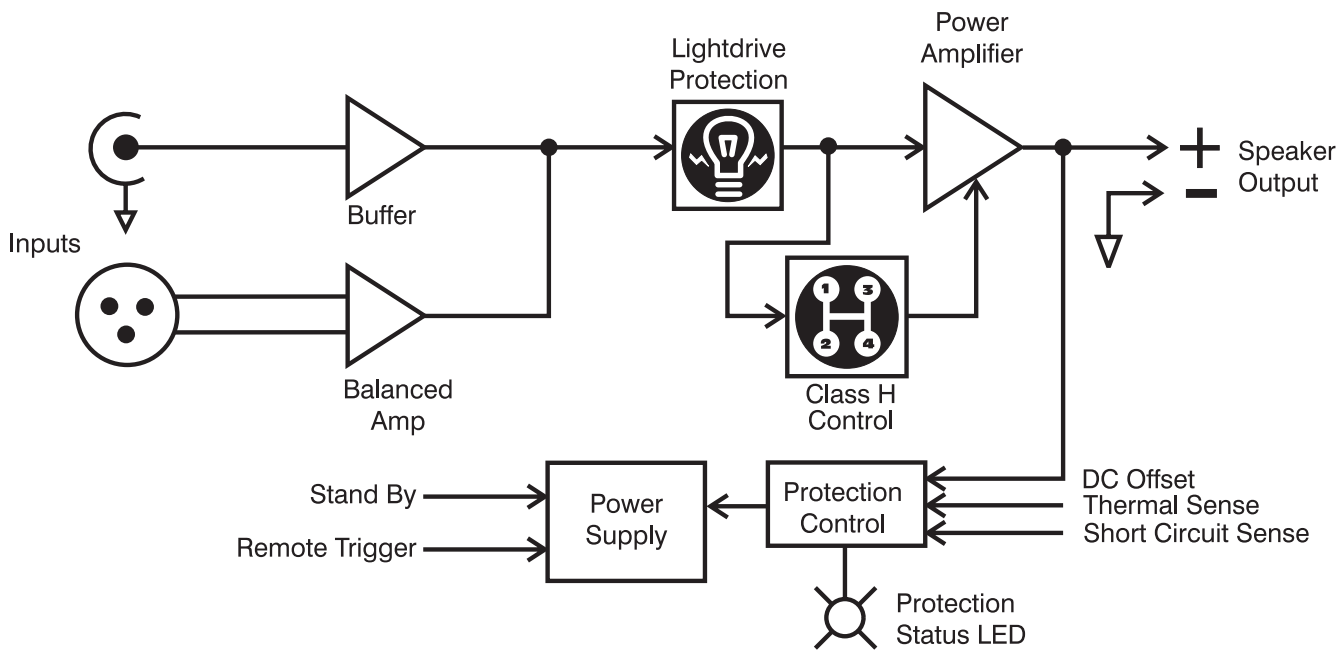 Power
Amplifier
Lightdrive
Protection
Speaker
Output
Buffer
Inputs
1 3
2 4
Class H
Control
Balanced
Amp
Stand By
Remote Trigger
Power
Supply
Protection
Control
DC Offset
Thermal Sense
Short Circuit Sense
Protection
Status LED